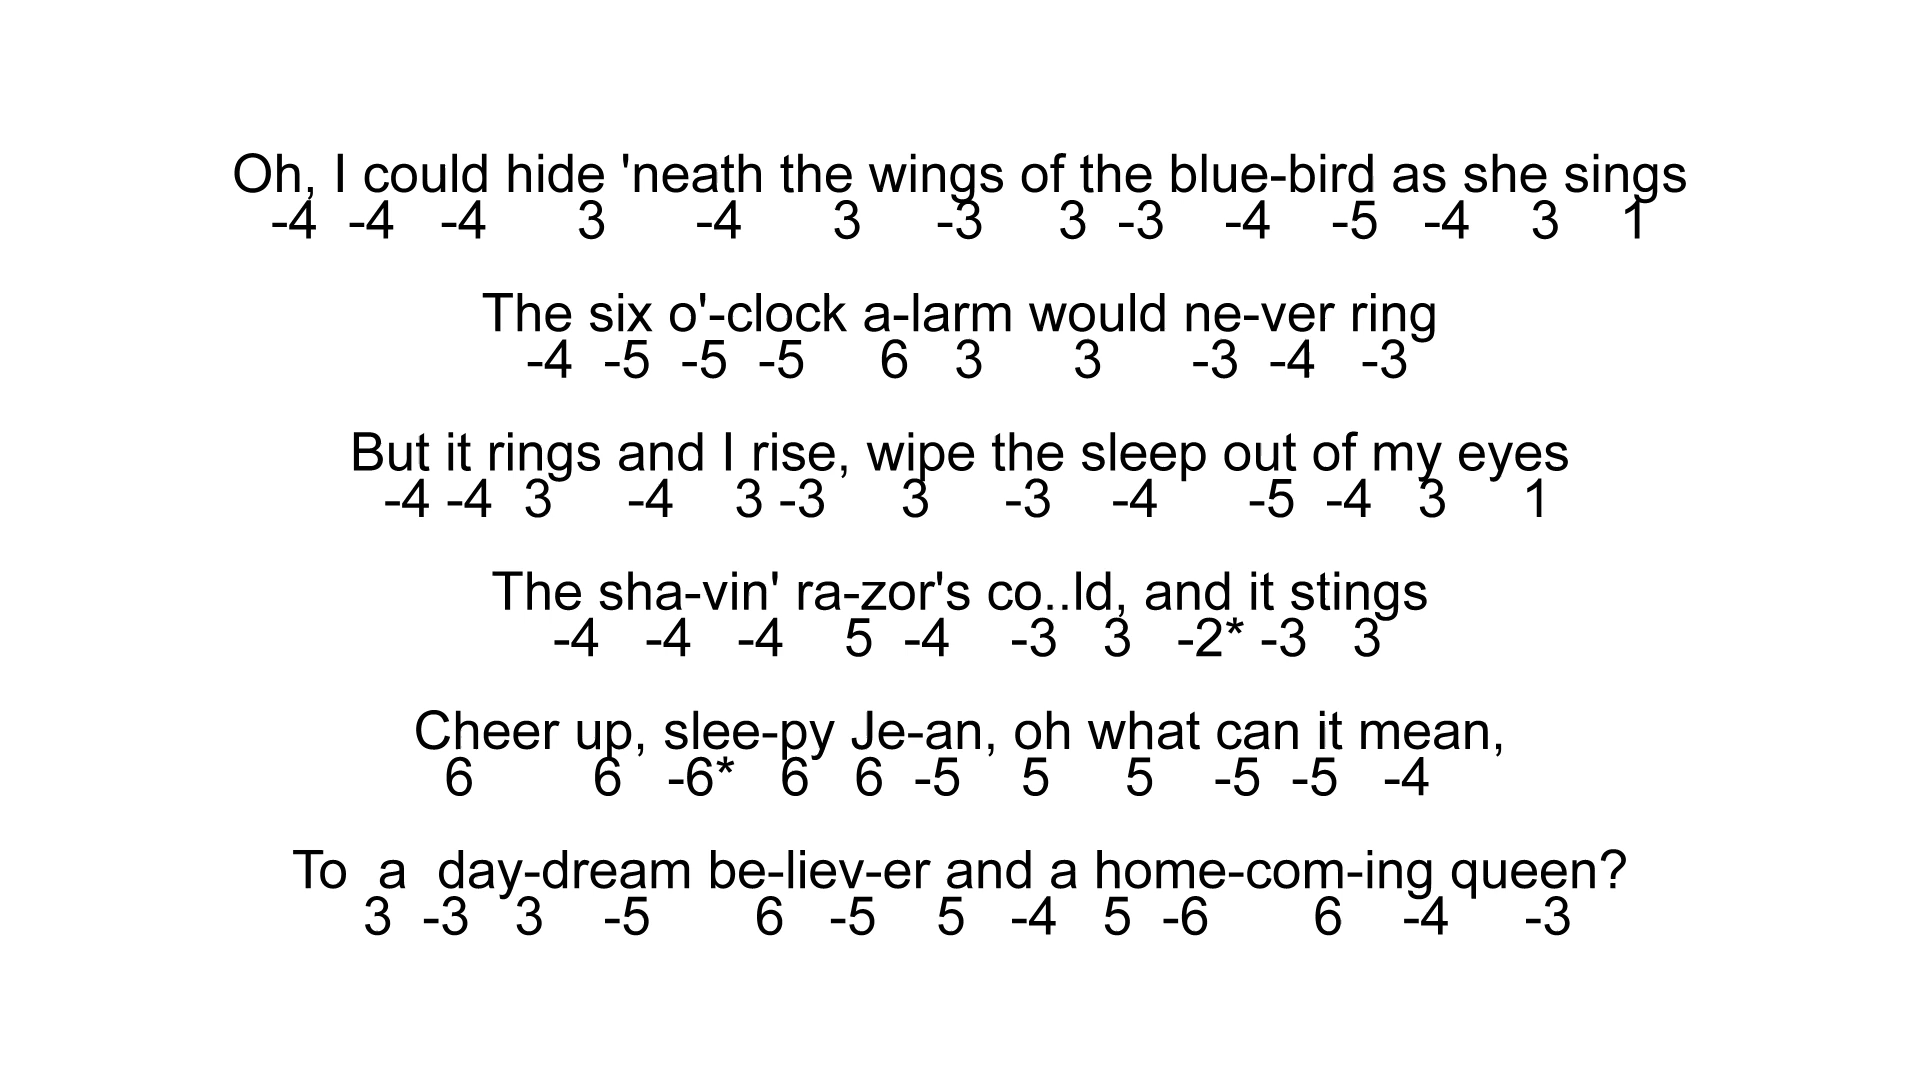 Oh, I could hide 'neath the wings of the blue-bird as she sings
-4 -4 -4 3 -4 3 -3 3 -3 -4 -5 -4 3 1
The six o'-clock a-larm would ne-ver ring
-4 -5 -5 -5 6 3 3 -3 -4 -3
But it rings and I rise, wipe the sleep out of my eyes
-4 -4 3 -4 3 -3 3 -3 -4 -5 -4 3 1
The sha-vin' ra-zor's co..ld, and it stings
-4 -4 -4 5 -4 -3 3 -2* -3 3
Cheer up, slee-py Je-an, oh what can it mean,
6 6 -6* 6 6 -5 5 5 -5 -5 -4
To a day-dream be-liev-er and a home-com-ing queen?
3 -3 3 -5 6 -5 5 -4 5 -6 6 -4 -3